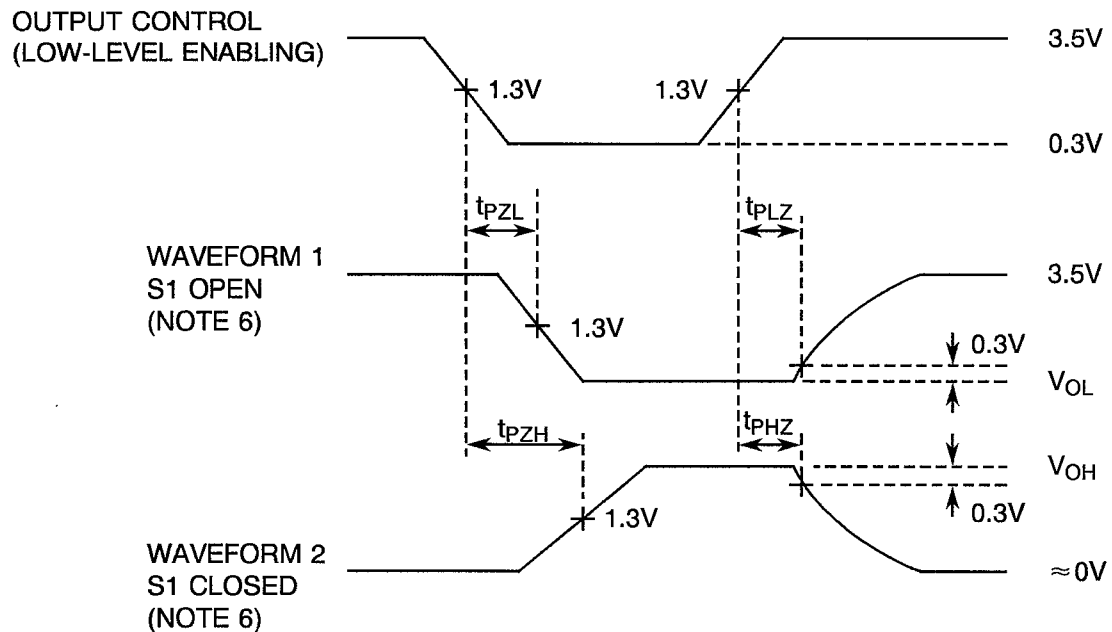 OUTPUT CONTROL
(LOW-LEVEL ENABLING)
3.5V
1.3V
1.3V
0.3V
tPZL
tPLZ
WAVEFORM 1
S1 OPEN
(NOTE 6)
3.5V
1.3V
0.3V
VOL
tPZH
tPHZ
VOH
1.3V
0.3V
WAVEFORM 2
S1 CLOSED
(NOTE 6)
≈0V